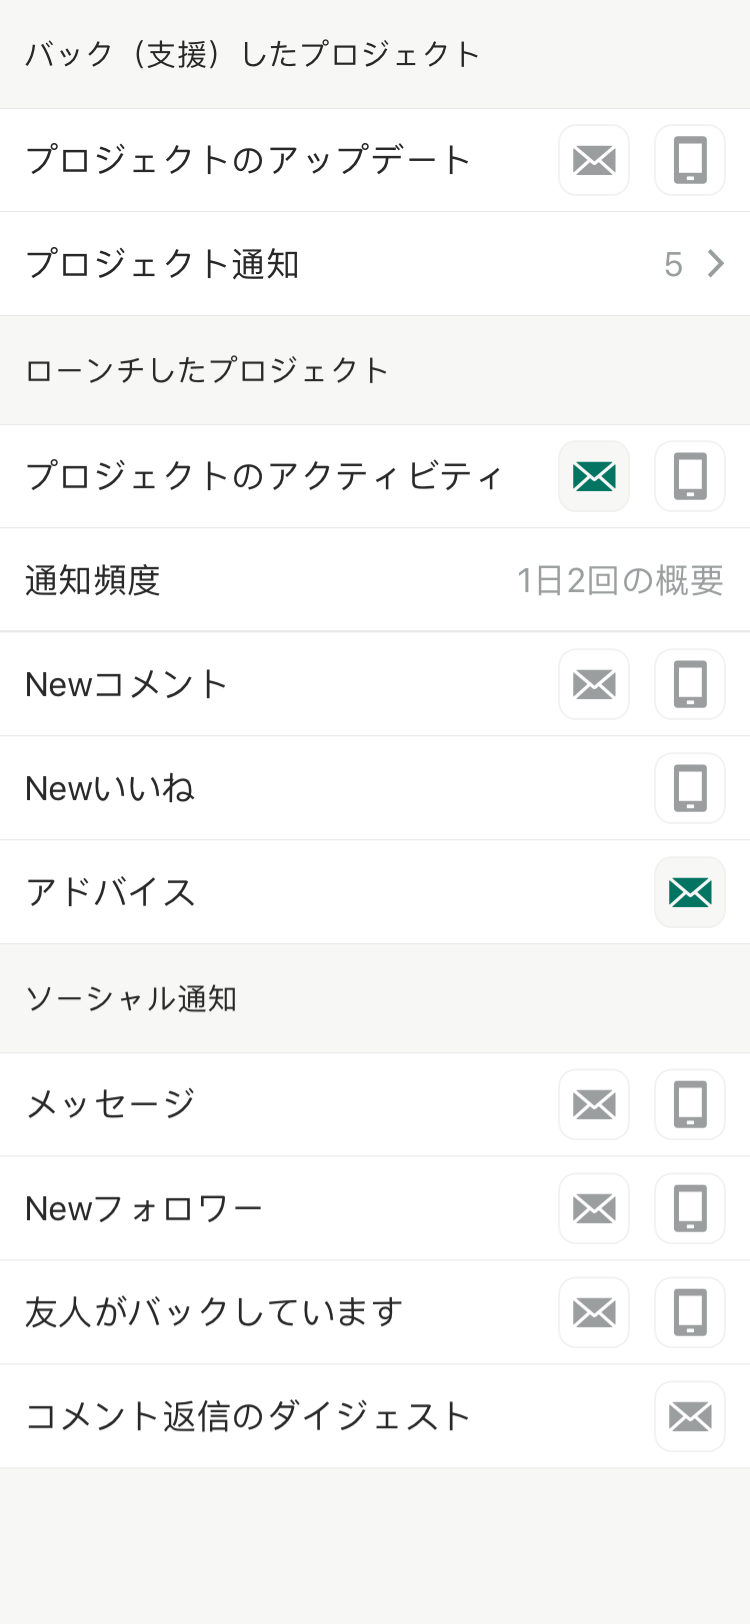 バック（支援）したプロジェクト
プロジェクトのアップデート
プロジェクト通知 5
ローンチしたプロジェクト
プロジェクトのアクティビティ
通知頻度 1日2回の概要
Newコメント
Newいいね
アドバイス
ソーシャル通知
メッセージ
Newフォロワー
友人がバックしています
コメント返信のダイジェスト